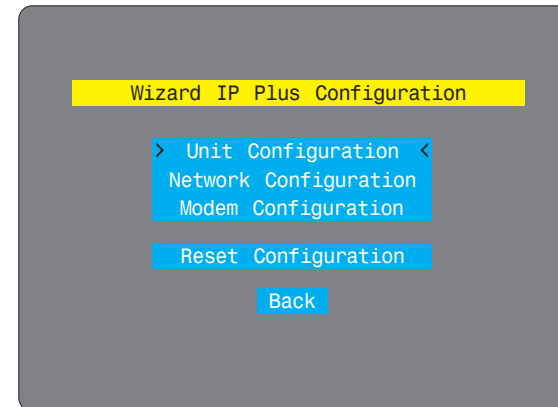 Wizard IP Plus Configuration
> Unit Configuration <
Network Configuration
Modem Configuration
Reset Configuration
Back